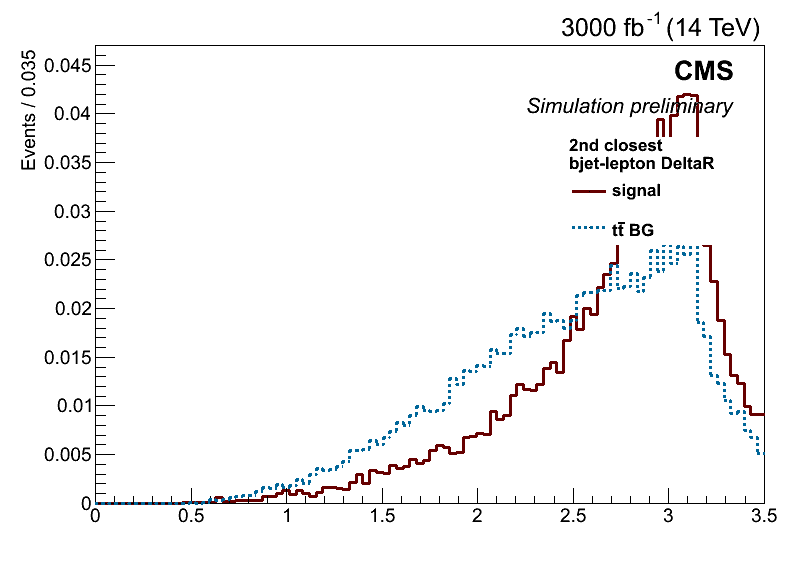 3000 fb⁻¹ (14 TeV)
CMS
Simulation preliminary
2nd closest
bjet-lepton DeltaR
signal
tt̄ BG
Events / 0.035
0.045
0.04
0.035
0.03
0.025
0.02
0.015
0.01
0.005
0
0 0.5 1 1.5 2 2.5 3 3.5